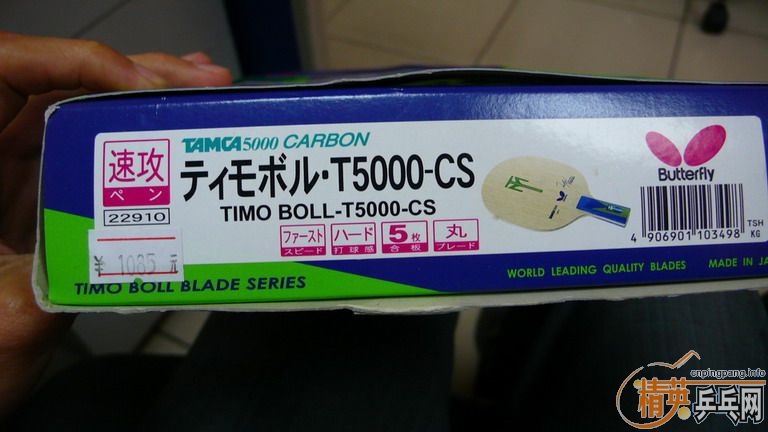 TAMCA5000 CARBON
速攻
ペン
22910
ティモボル・T5000-CS
TIMO BOLL-T5000-CS
ファースト
スピード
ハード
打球感
5枚
合板
丸
ブレード
Butterfly
4 906901 103498
TSH
KG
¥ 1085 元
TIMO BOLL BLADE SERIES
WORLD LEADING QUALITY BLADES
MADE IN JA
cnpingpang.info
精英乒乓网